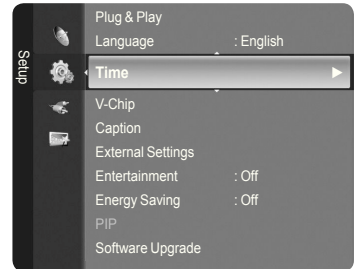 Setup
Plug & Play
Language : English
Time
V-Chip
Caption
External Settings
Entertainment : Off
Energy Saving : Off
PIP
Software Upgrade